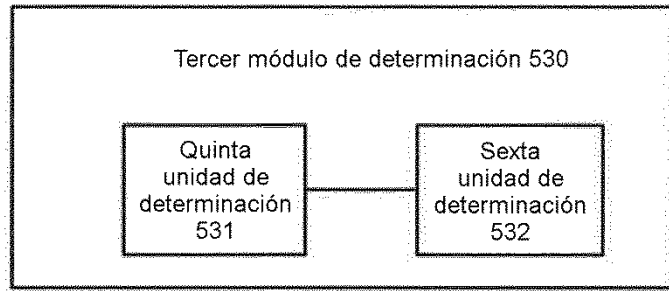 Tercer módulo de determinación 530
Quinta
unidad de
determinación
531
Sexta
unidad de
determinación
532